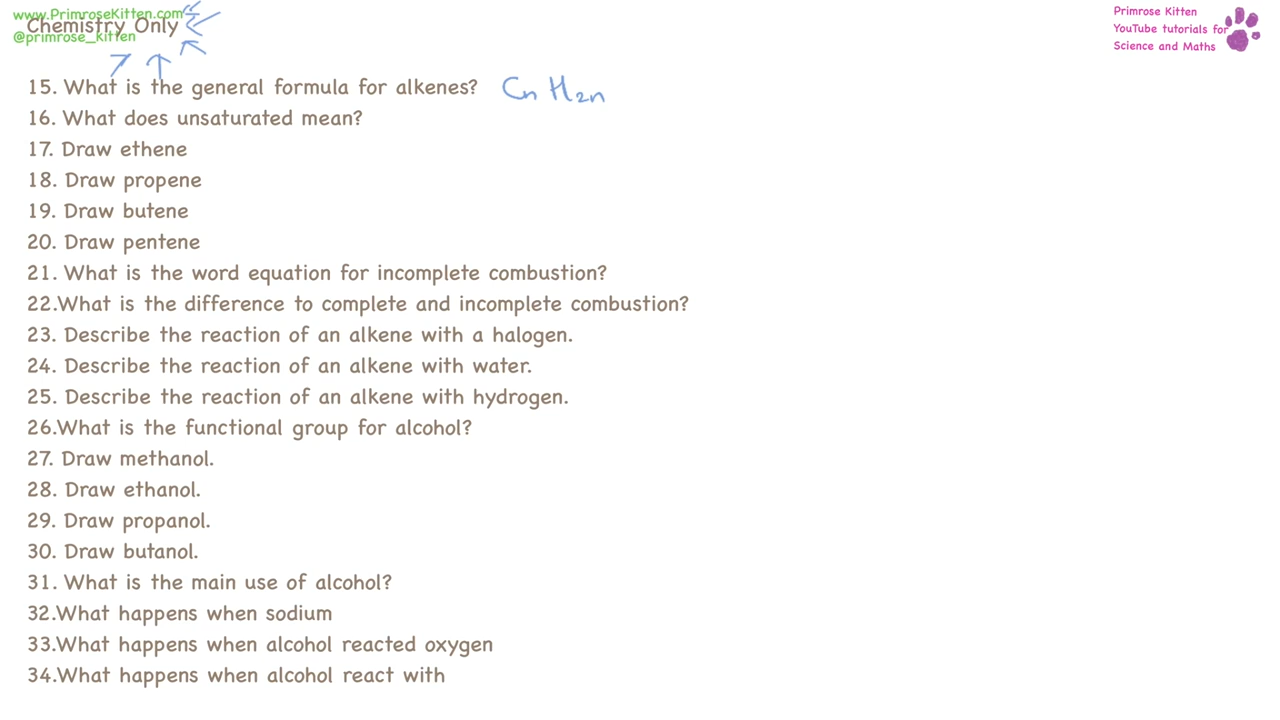 www.PrimroseKitten.com
Chemistry Only
@primrose_kitten
Primrose Kitten
YouTube tutorials for
Science and Maths
15. What is the general formula for alkenes? CnH2n
16. What does unsaturated mean?
17. Draw ethene
18. Draw propene
19. Draw butene
20. Draw pentene
21. What is the word equation for incomplete combustion?
22.What is the difference to complete and incomplete combustion?
23. Describe the reaction of an alkene with a halogen.
24. Describe the reaction of an alkene with water.
25. Describe the reaction of an alkene with hydrogen.
26.What is the functional group for alcohol?
27. Draw methanol.
28. Draw ethanol.
29. Draw propanol.
30. Draw butanol.
31. What is the main use of alcohol?
32.What happens when sodium
33.What happens when alcohol reacted oxygen
34.What happens when alcohol react with